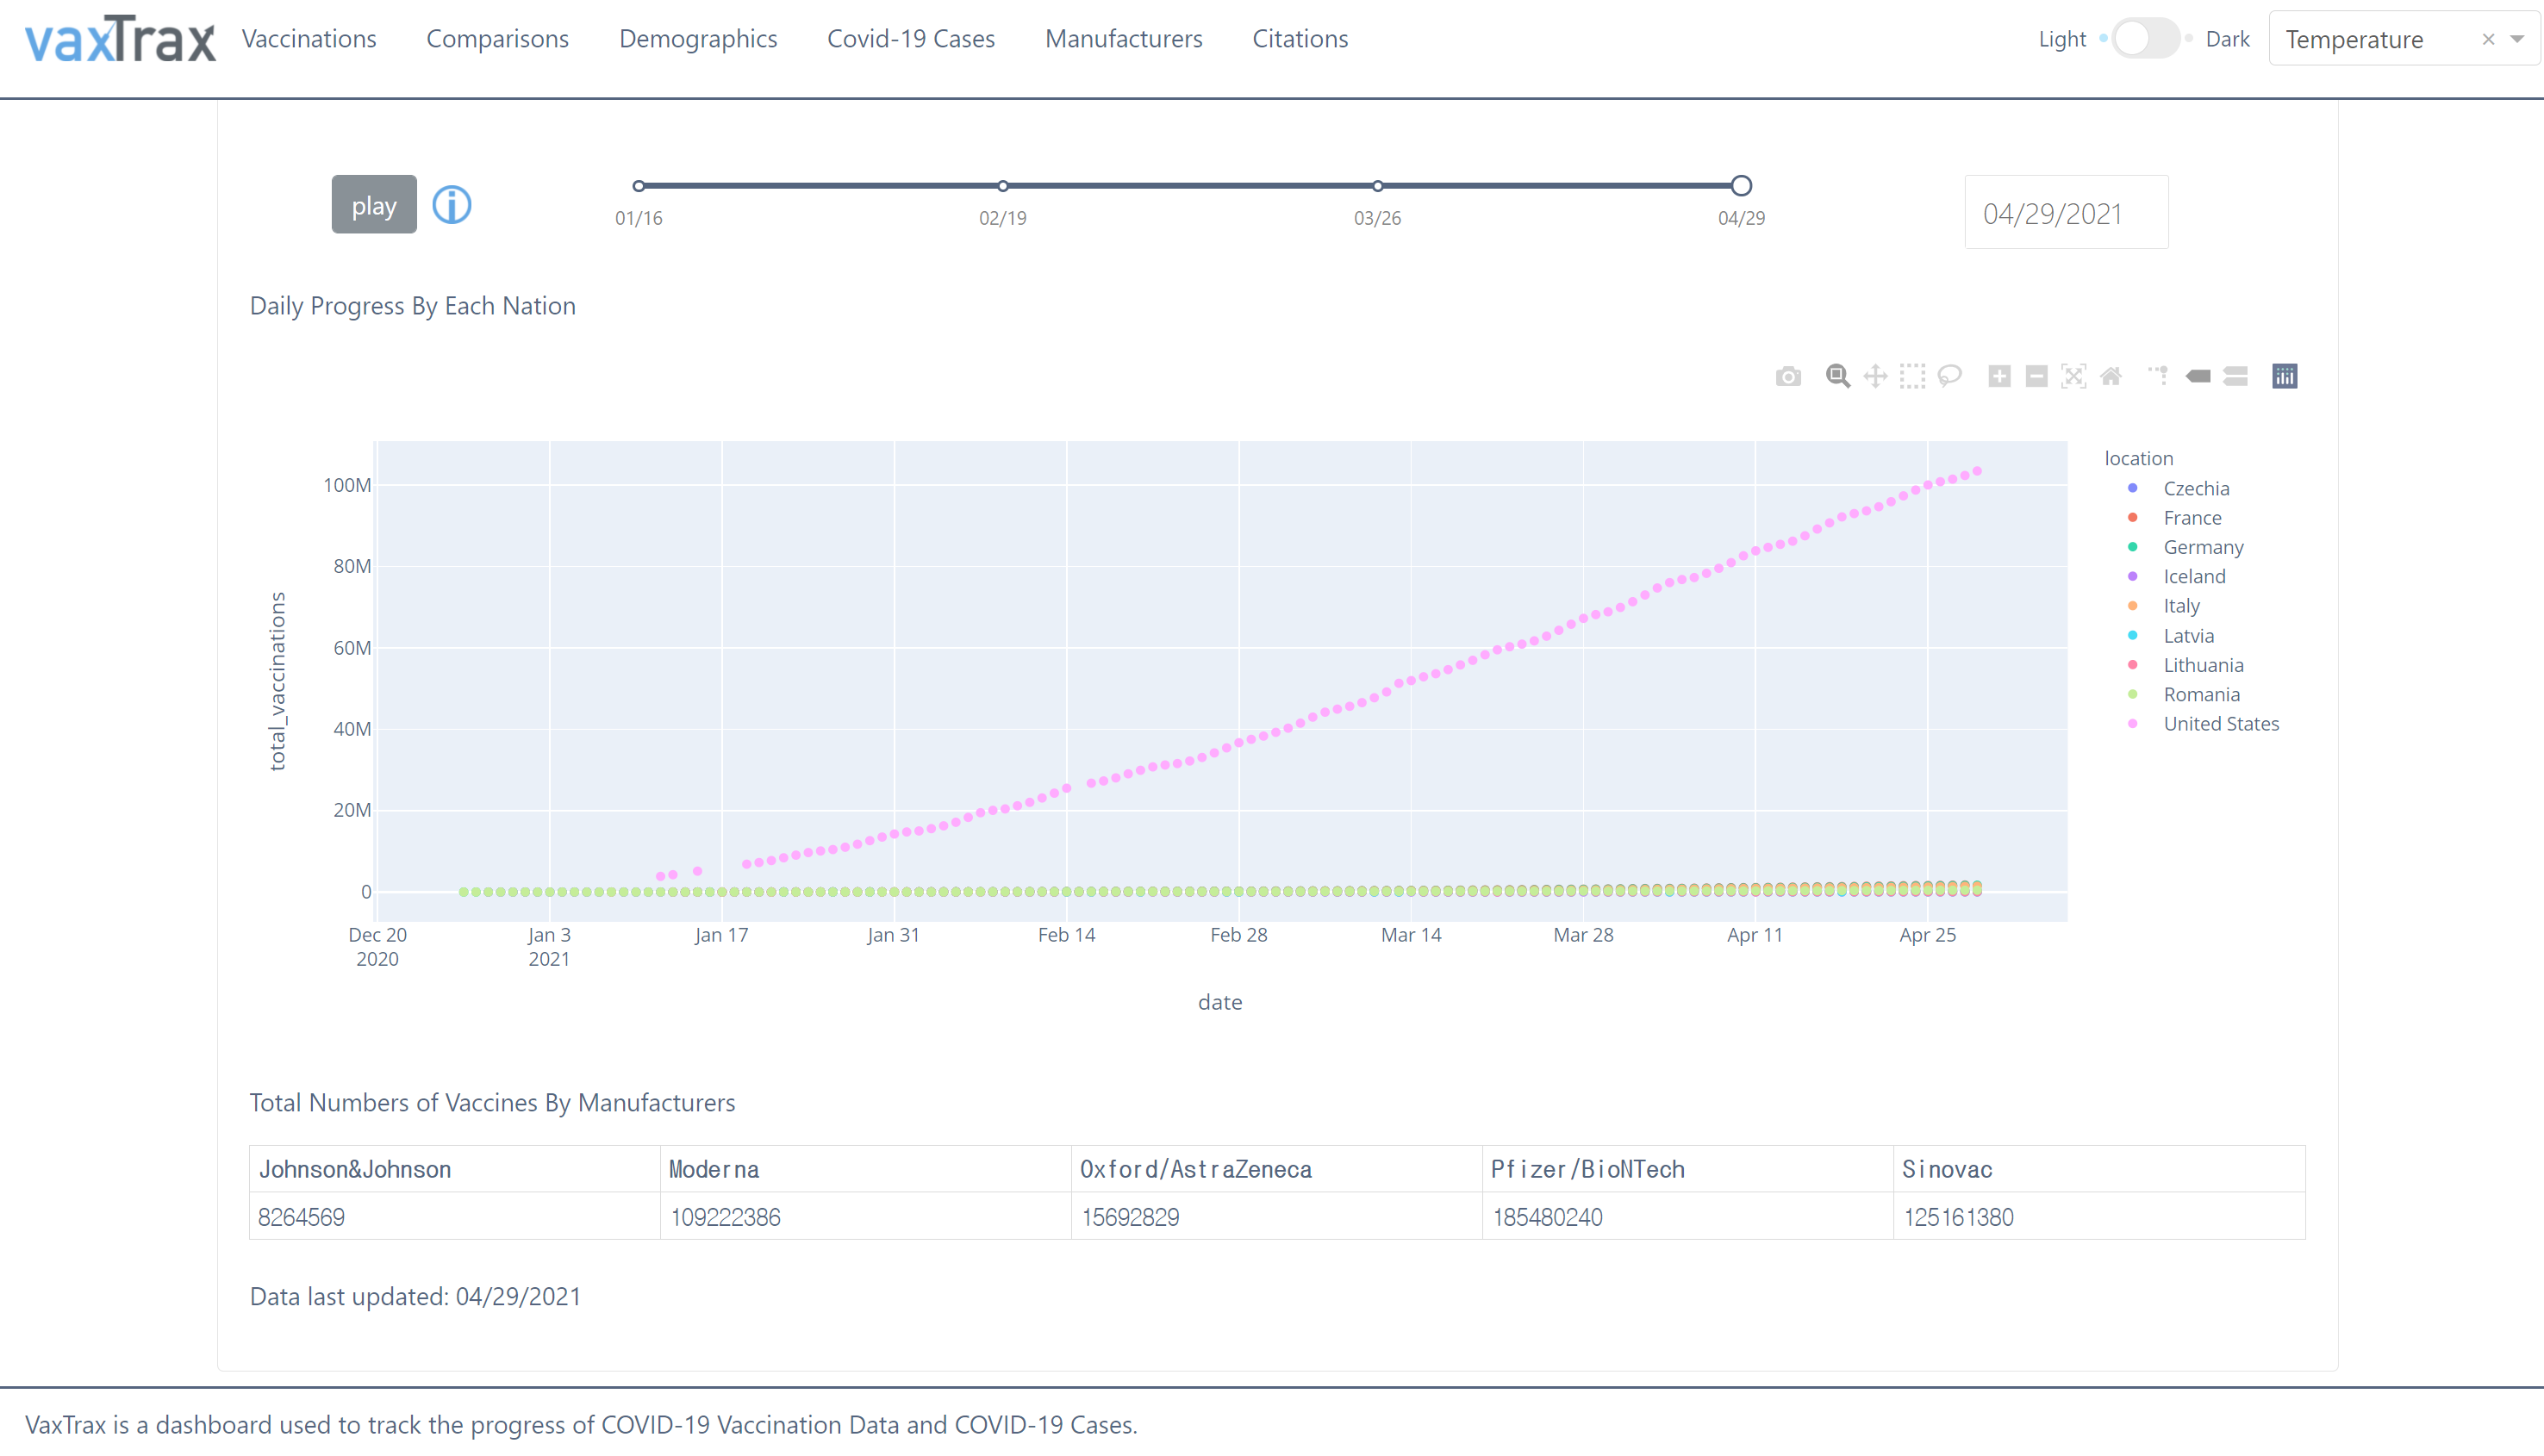 vaxTrax Vaccinations Comparisons Demographics Covid-19 Cases Manufacturers Citations Light Dark Temperature × 
play
01/16 02/19 03/26 04/29
04/29/2021
Daily Progress By Each Nation
total_vaccinations
100M
80M
60M
40M
20M
0
Dec 20 Jan 3 Jan 17 Jan 31 Feb 14 Feb 28 Mar 14 Mar 28 Apr 11 Apr 25
2020 2021
date
location
Czechia
France
Germany
Iceland
Italy
Latvia
Lithuania
Romania
United States
Total Numbers of Vaccines By Manufacturers
Johnson&Johnson Moderna Oxford/AstraZeneca Pfizer/BioNTech Sinovac
8264569 109222386 15692829 185480240 125161380
Data last updated: 04/29/2021
VaxTrax is a dashboard used to track the progress of COVID-19 Vaccination Data and COVID-19 Cases.